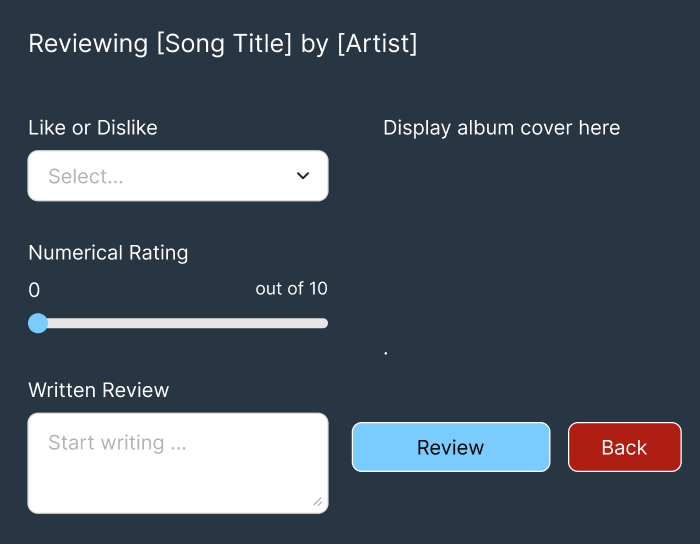 Reviewing [Song Title] by [Artist]
Like or Dislike
Display album cover here
Select...
Numerical Rating
0
out of 10
.
Written Review
Start writing ...
Review
Back